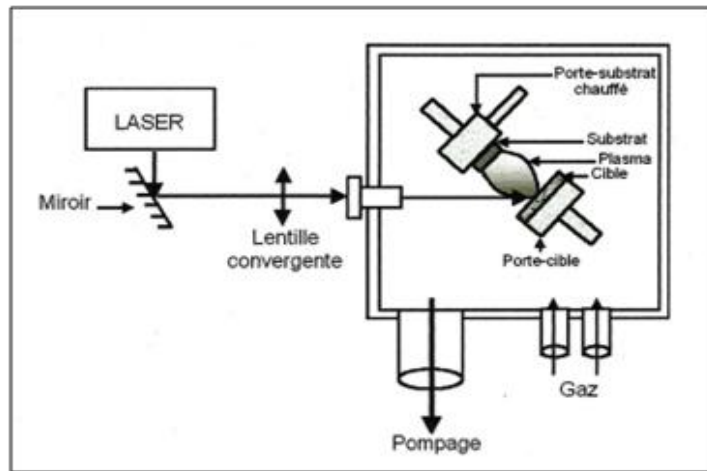 Porte-substrat
chauffé
LASER
Substrat
Plasma
Cible
Miroir
Lentille
convergente
Porte-cible
Gaz
Pompage